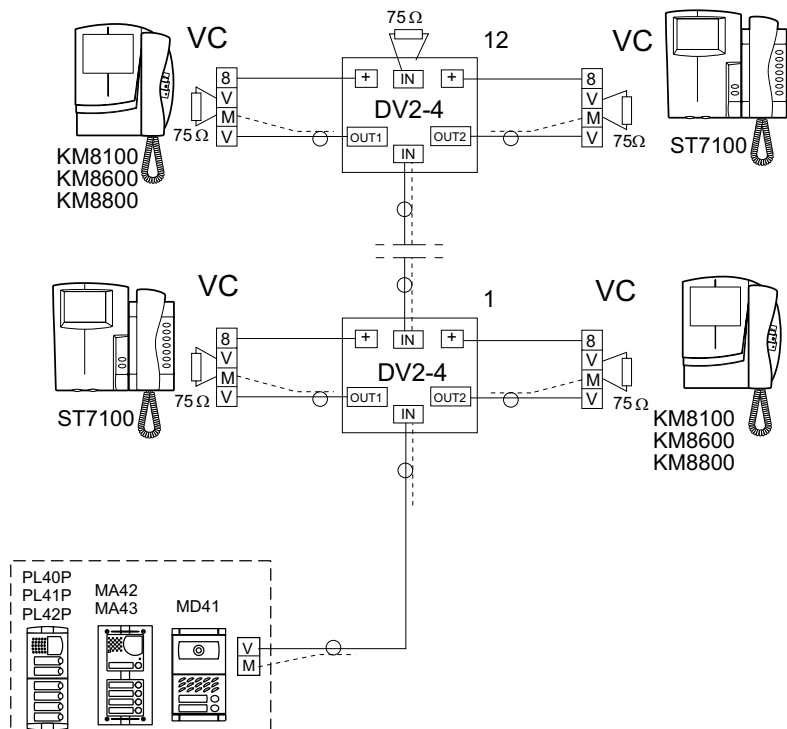 75Ω
VC
12
VC
8
V
M
V
+
IN
+
DV2-4
OUT1
OUT2
IN
8
V
M
V
75Ω
75Ω
KM8100
KM8600
KM8800
ST7100
VC
1
VC
8
V
M
V
+
IN
+
DV2-4
OUT1
OUT2
IN
8
V
M
V
75Ω
75Ω
ST7100
KM8100
KM8600
KM8800
PL40P
PL41P
PL42P
MA42
MA43
MD41
V
M